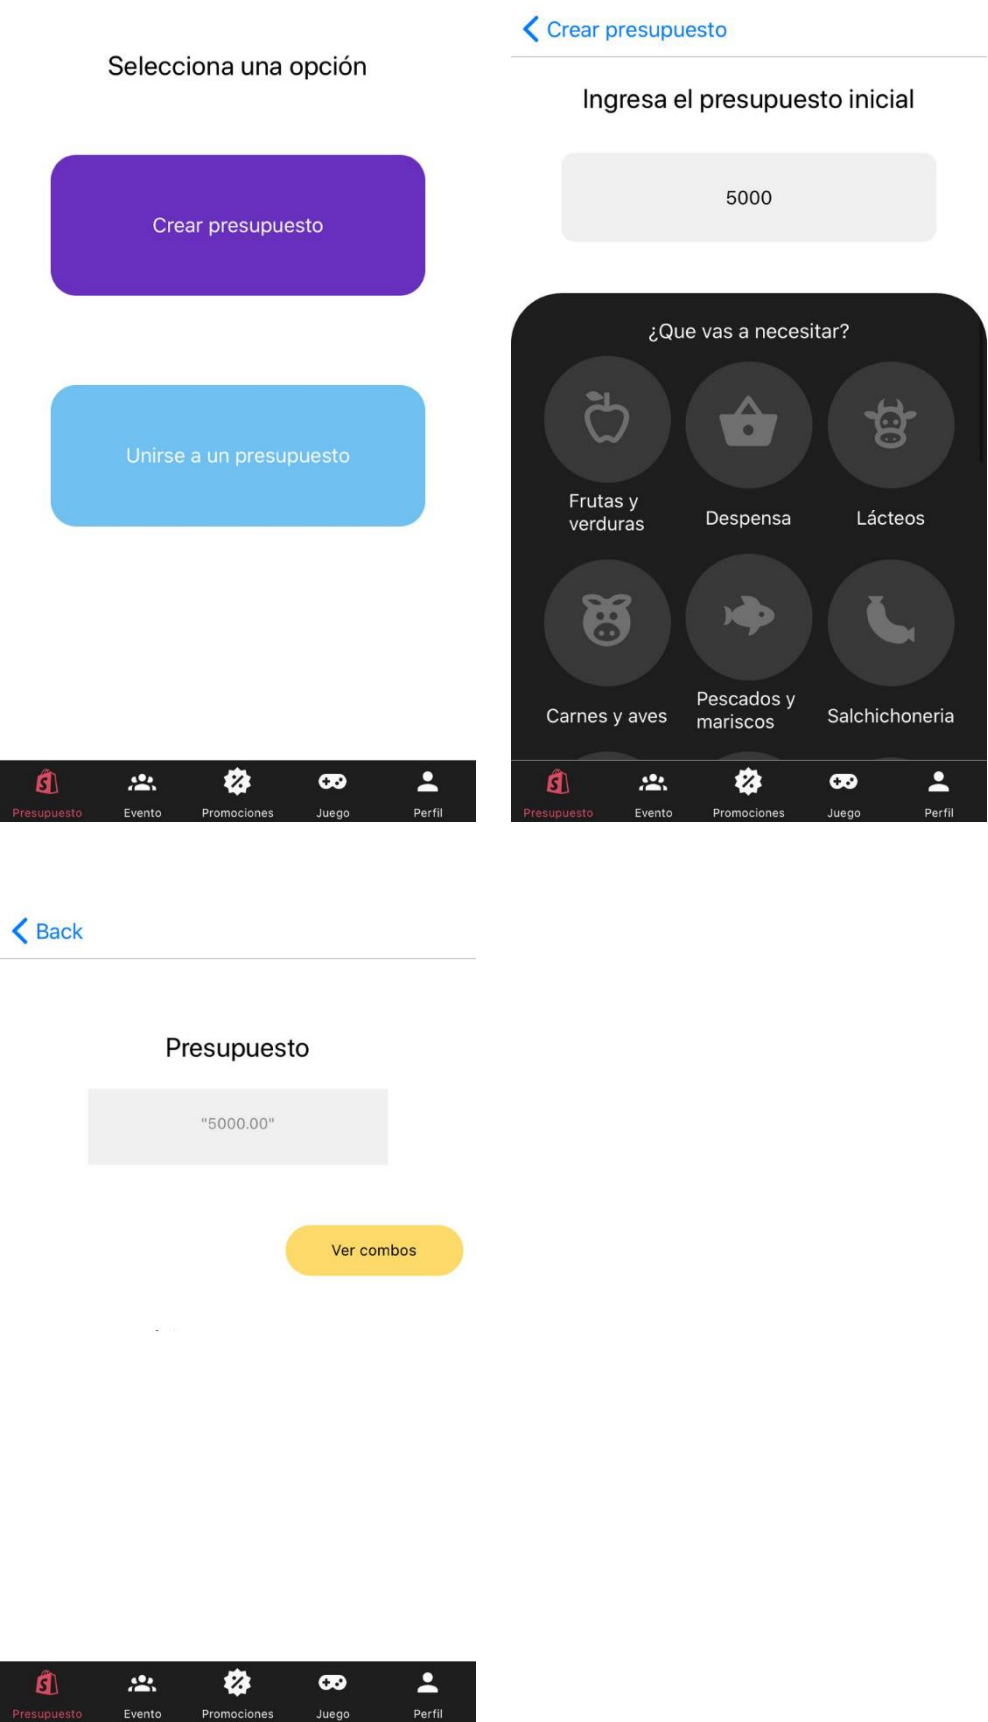 Selecciona una opción
Crear presupuesto
Unirse a un presupuesto
Presupuesto
Evento
Promociones
Juego
Perfil
Crear presupuesto
Ingresa el presupuesto inicial
5000
¿Que vas a necesitar?
Frutas y
verduras
Despensa
Lácteos
Carnes y aves
Pescados y
mariscos
Salchichoneria
Presupuesto
Evento
Promociones
Juego
Perfil
Back
Presupuesto
"5000.00"
Ver combos
Presupuesto
Evento
Promociones
Juego
Perfil